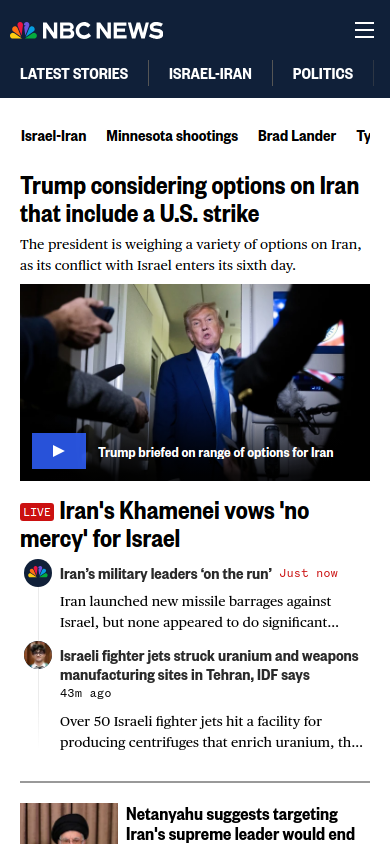 NBC NEWS
LATEST STORIES
ISRAEL-IRAN
POLITICS
Israel-Iran
Minnesota shootings
Brad Lander
Ty
Trump considering options on Iran
that include a U.S. strike
The president is weighing a variety of options on Iran,
as its conflict with Israel enters its sixth day.
Trump briefed on range of options for Iran
LIVE Iran's Khamenei vows 'no
mercy' for Israel
Iran’s military leaders ‘on the run’ Just now
Iran launched new missile barrages against
Israel, but none appeared to do significant...
Israeli fighter jets struck uranium and weapons
manufacturing sites in Tehran, IDF says
43m ago
Over 50 Israeli fighter jets hit a facility for
producing centrifuges that enrich uranium, th...
Netanyahu suggests targeting
Iran's supreme leader would end